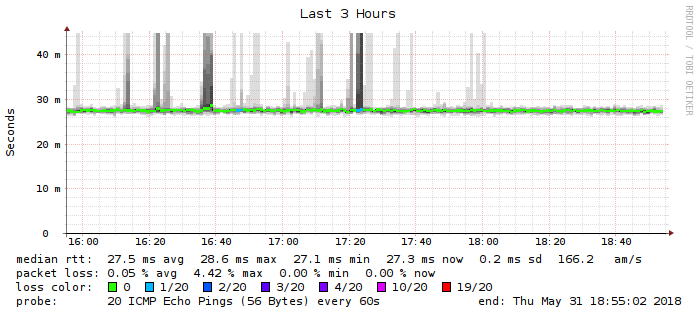 Last 3 Hours
RRDTOOL / TOBI OETIKER
Seconds
40 m
30 m
20 m
10 m
0
16:00 16:20 16:40 17:00 17:20 17:40 18:00 18:20 18:40
median rtt: 27.5 ms avg 28.6 ms max 27.1 ms min 27.3 ms now 0.2 ms sd 166.2 am/s
packet loss: 0.05 % avg 4.42 % max 0.00 % min 0.00 % now
loss color: 0 1/20 2/20 3/20 4/20 10/20 19/20
probe: 20 ICMP Echo Pings (56 Bytes) every 60s end: Thu May 31 18:55:02 2018